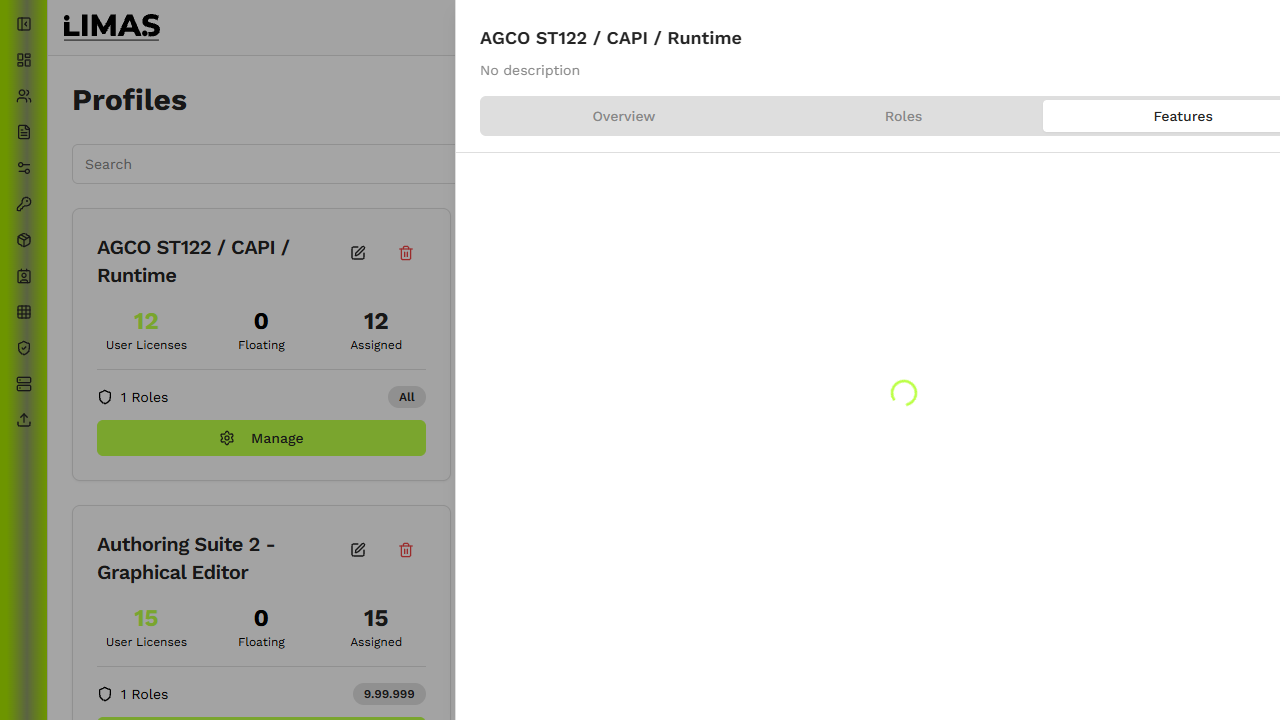 LIMAS
Profiles
Search
AGCO ST122 / CAPI /
Runtime
12
0
12
User Licenses
Floating
Assigned
1 Roles
All
Manage
Authoring Suite 2 -
Graphical Editor
15
0
15
User Licenses
Floating
Assigned
1 Roles
9.99.999
AGCO ST122 / CAPI / Runtime
No description
Overview
Roles
Features